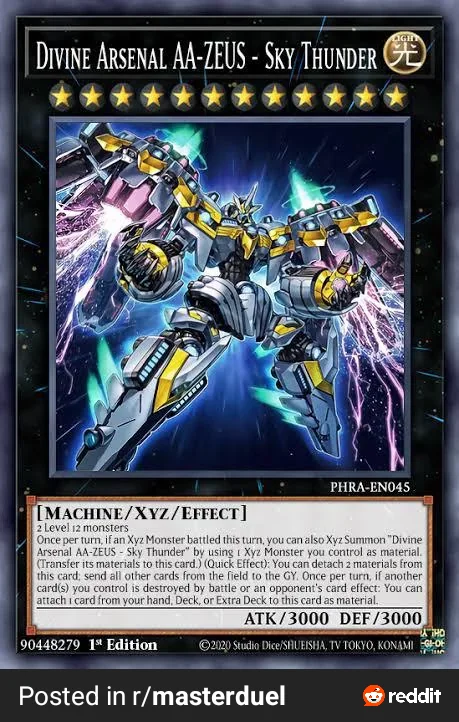 DIVINE ARSENAL AA-ZEUS - SKY THUNDER
LIGHT
光
PHRA-EN045
[MACHINE/XYZ/EFFECT]
2 Level 12 monsters
Once per turn, if an Xyz Monster battled this turn, you can also Xyz Summon "Divine
Arsenal AA-ZEUS - Sky Thunder" by using 1 Xyz Monster you control as material.
(Transfer its materials to this card.) (Quick Effect): You can detach 2 materials from
this card; send all other cards from the field to the GY. Once per turn, if another
card(s) you control is destroyed by battle or an opponent's card effect: You can
attach 1 card from your hand, Deck, or Extra Deck to this card as material.
ATK/3000 DEF/3000
90448279 1st Edition ©2020 Studio Dice/SHUEISHA, TV TOKYO, KONAMI
Posted in r/masterduel reddit